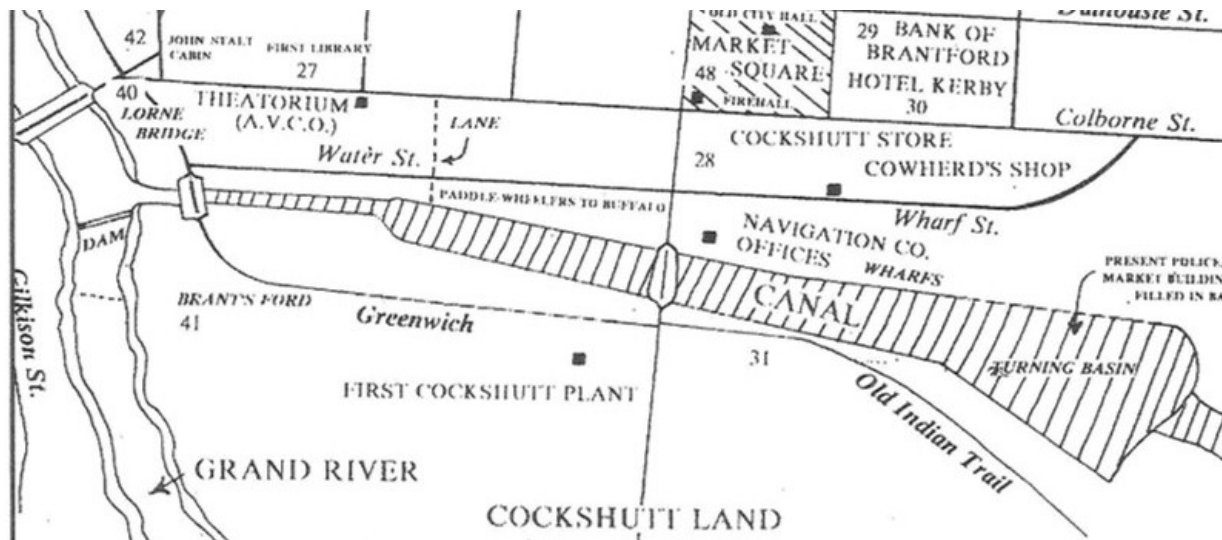 Dalhousie St.
OLD CITY HALL
42
JOHN STALT
CABIN
FIRST LIBRARY
27
MARKET
SQUARE
48
FIREHALL
29 BANK OF
BRANTFORD
HOTEL KERBY
30
40
LORNE
BRIDGE
THEATORIUM
(A.V.C.O.)
LANE
Colborne St.
COCKSHUTT STORE
Water St.
28
COWHERD'S SHOP
PADDLE-WHEELERS TO BUFFALO
Wharf St.
DAM
NAVIGATION CO.
OFFICES
WHARFS
PRESENT POLICE,
MARKET BUILDIN
FILLED IN BA
CANAL
Gilkison St.
BRANT'S FORD
41
Greenwich
31
TURNING BASIN
FIRST COCKSHUTT PLANT
Old Indian Trail
GRAND RIVER
COCKSHUTT LAND